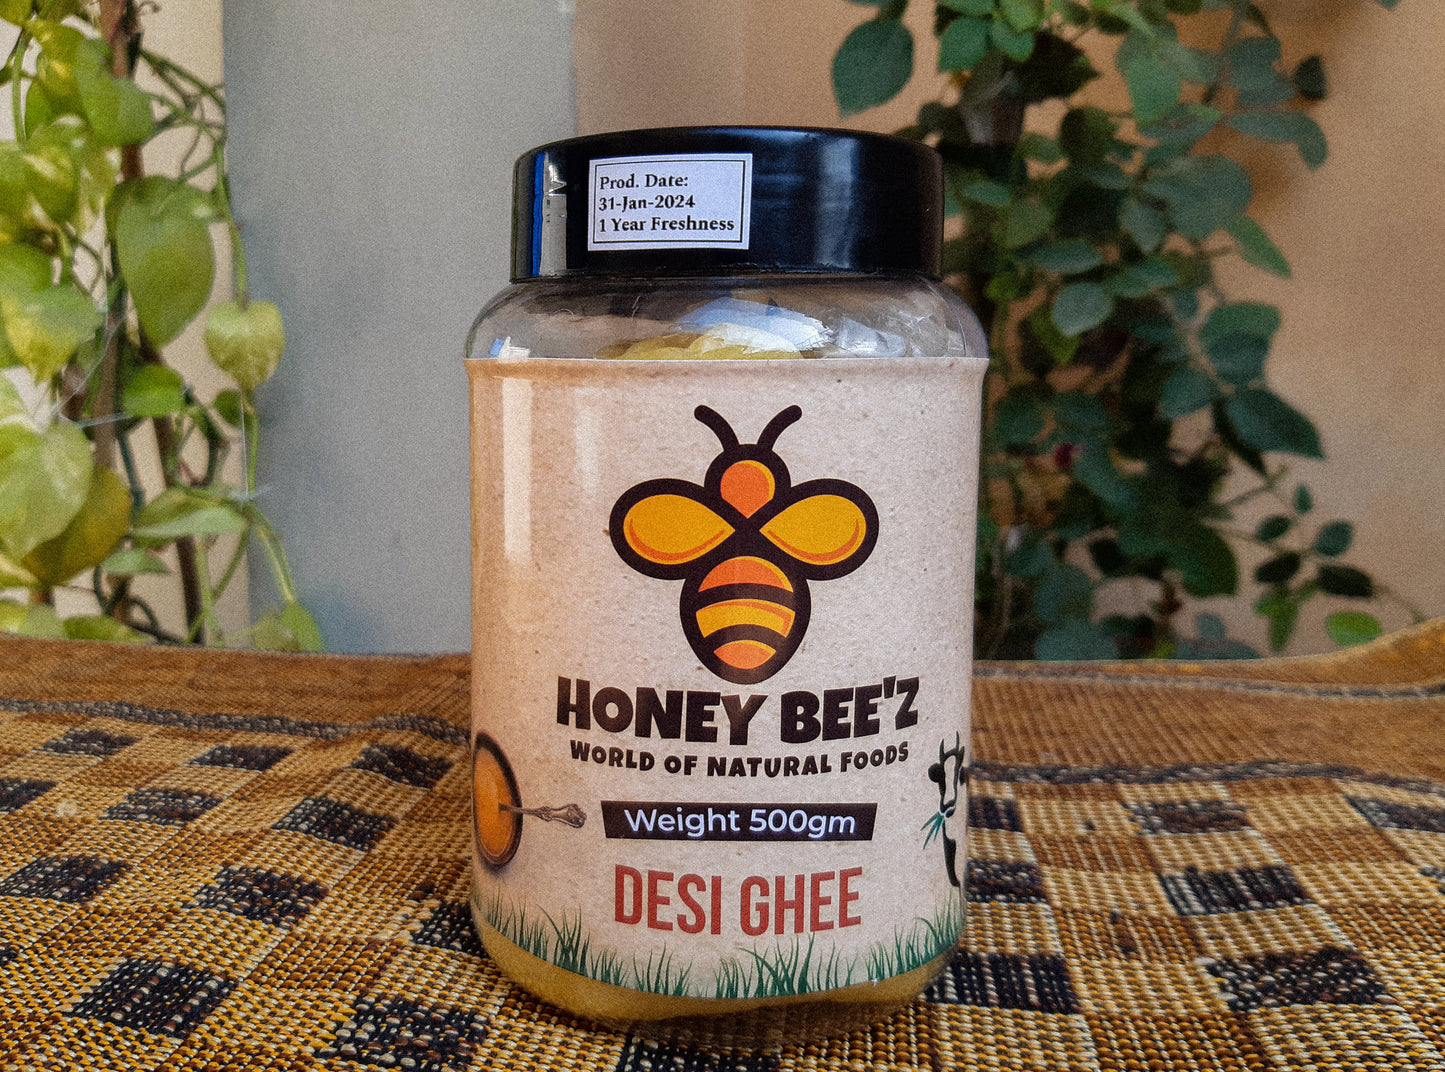 Prod. Date:
31-Jan-2024
1 Year Freshness
HONEY BEE'Z
WORLD OF NATURAL FOODS
Weight 500gm
DESI GHEE